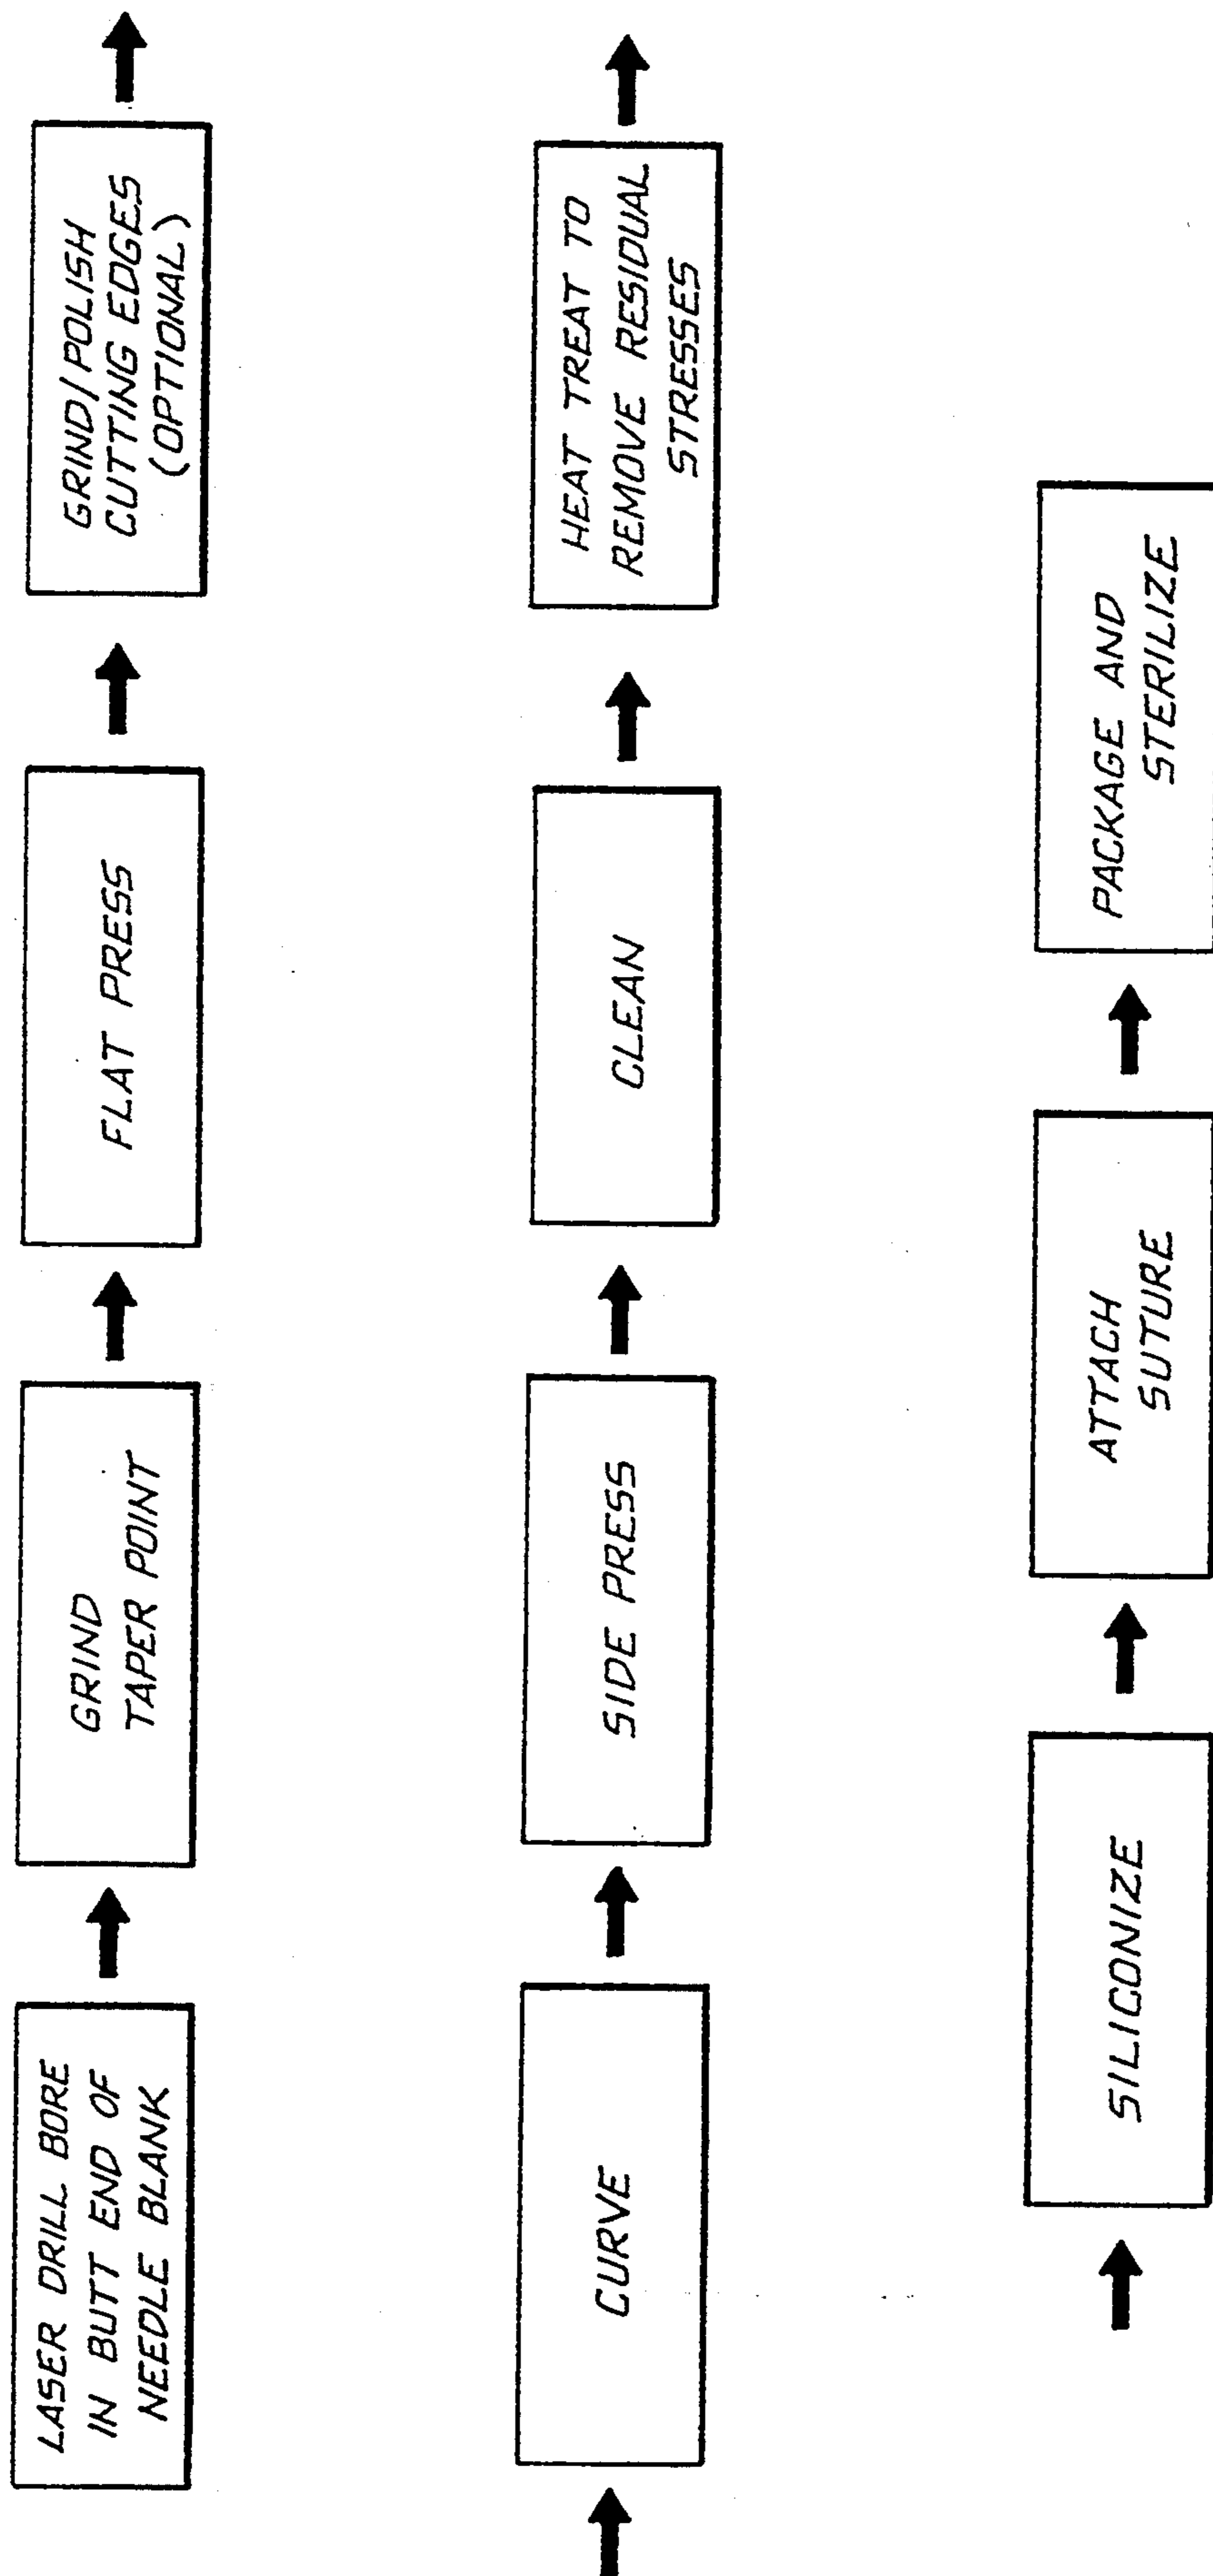 LASER DRILL BORE
IN BUTT END OF
NEEDLE BLANK
GRIND
TAPER POINT
FLAT PRESS
GRIND/POLISH
CUTTING EDGES
(OPTIONAL)
CURVE
SIDE PRESS
CLEAN
HEAT TREAT TO
REMOVE RESIDUAL
STRESSES
SILICONIZE
ATTACH
SUTURE
PACKAGE AND
STERILIZE